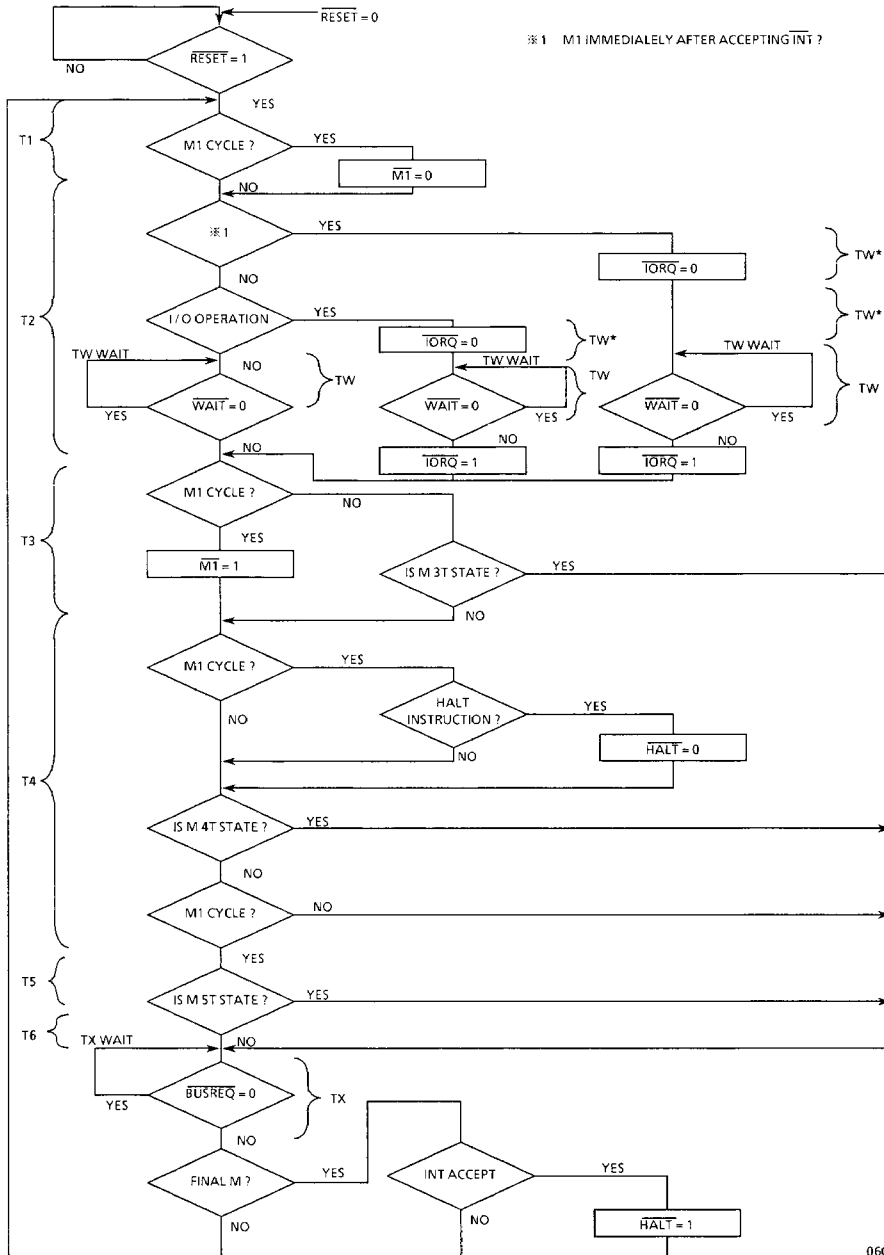 RESET = 0
※1 M1 IMMEDIALELY AFTER ACCEPTING INT ?
RESET = 1
NO
YES
T1
M1 CYCLE ?
YES
M1 = 0
NO
※1
YES
IORQ = 0
TW*
NO
T2
I/O OPERATION
YES
IORQ = 0
TW*
TW*
TW WAIT
NO
TW
TW WAIT
TW
TW WAIT
TW
WAIT = 0
YES
WAIT = 0
YES
WAIT = 0
YES
NO
NO
NO
IORQ = 1
IORQ = 1
T3
M1 CYCLE ?
NO
YES
M1 = 1
IS M 3T STATE ?
YES
NO
T4
M1 CYCLE ?
YES
HALT
INSTRUCTION ?
YES
NO
NO
HALT = 0
IS M 4T STATE ?
YES
NO
M1 CYCLE ?
NO
YES
T5
IS M 5T STATE ?
YES
T6
NO
TX WAIT
BUSREQ = 0
YES
TX
NO
FINAL M ?
YES
INT ACCEPT
YES
NO
NO
HALT = 1